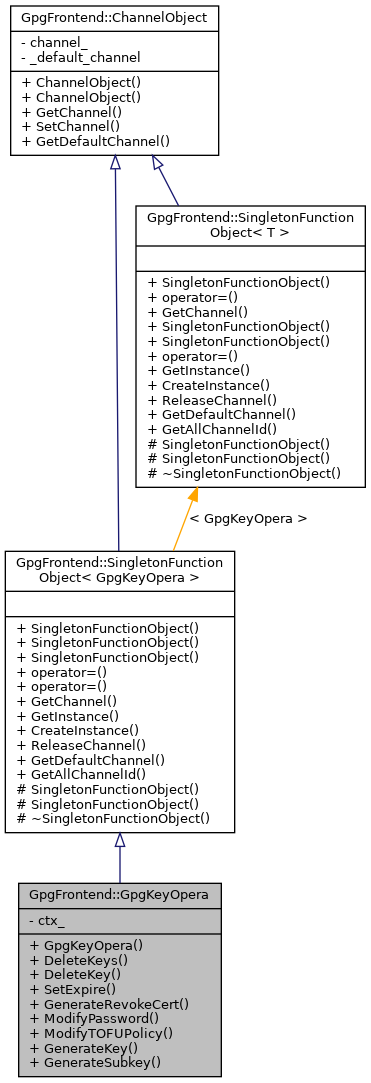 GpgFrontend::ChannelObject
- channel_
- _default_channel
+ ChannelObject()
+ ChannelObject()
+ GetChannel()
+ SetChannel()
+ GetDefaultChannel()
GpgFrontend::SingletonFunction
Object< T >
+ SingletonFunctionObject()
+ operator=()
+ GetChannel()
+ SingletonFunctionObject()
+ SingletonFunctionObject()
+ operator=()
+ GetInstance()
+ CreateInstance()
+ ReleaseChannel()
+ GetDefaultChannel()
+ GetAllChannelId()
# SingletonFunctionObject()
# SingletonFunctionObject()
# ~SingletonFunctionObject()
< GpgKeyOpera >
GpgFrontend::SingletonFunction
Object< GpgKeyOpera >
+ SingletonFunctionObject()
+ SingletonFunctionObject()
+ SingletonFunctionObject()
+ operator=()
+ operator=()
+ GetChannel()
+ GetInstance()
+ CreateInstance()
+ ReleaseChannel()
+ GetDefaultChannel()
+ GetAllChannelId()
# SingletonFunctionObject()
# SingletonFunctionObject()
# ~SingletonFunctionObject()
GpgFrontend::GpgKeyOpera
- ctx_
+ GpgKeyOpera()
+ DeleteKeys()
+ DeleteKey()
+ SetExpire()
+ GenerateRevokeCert()
+ ModifyPassword()
+ ModifyTOFUPolicy()
+ GenerateKey()
+ GenerateSubkey()